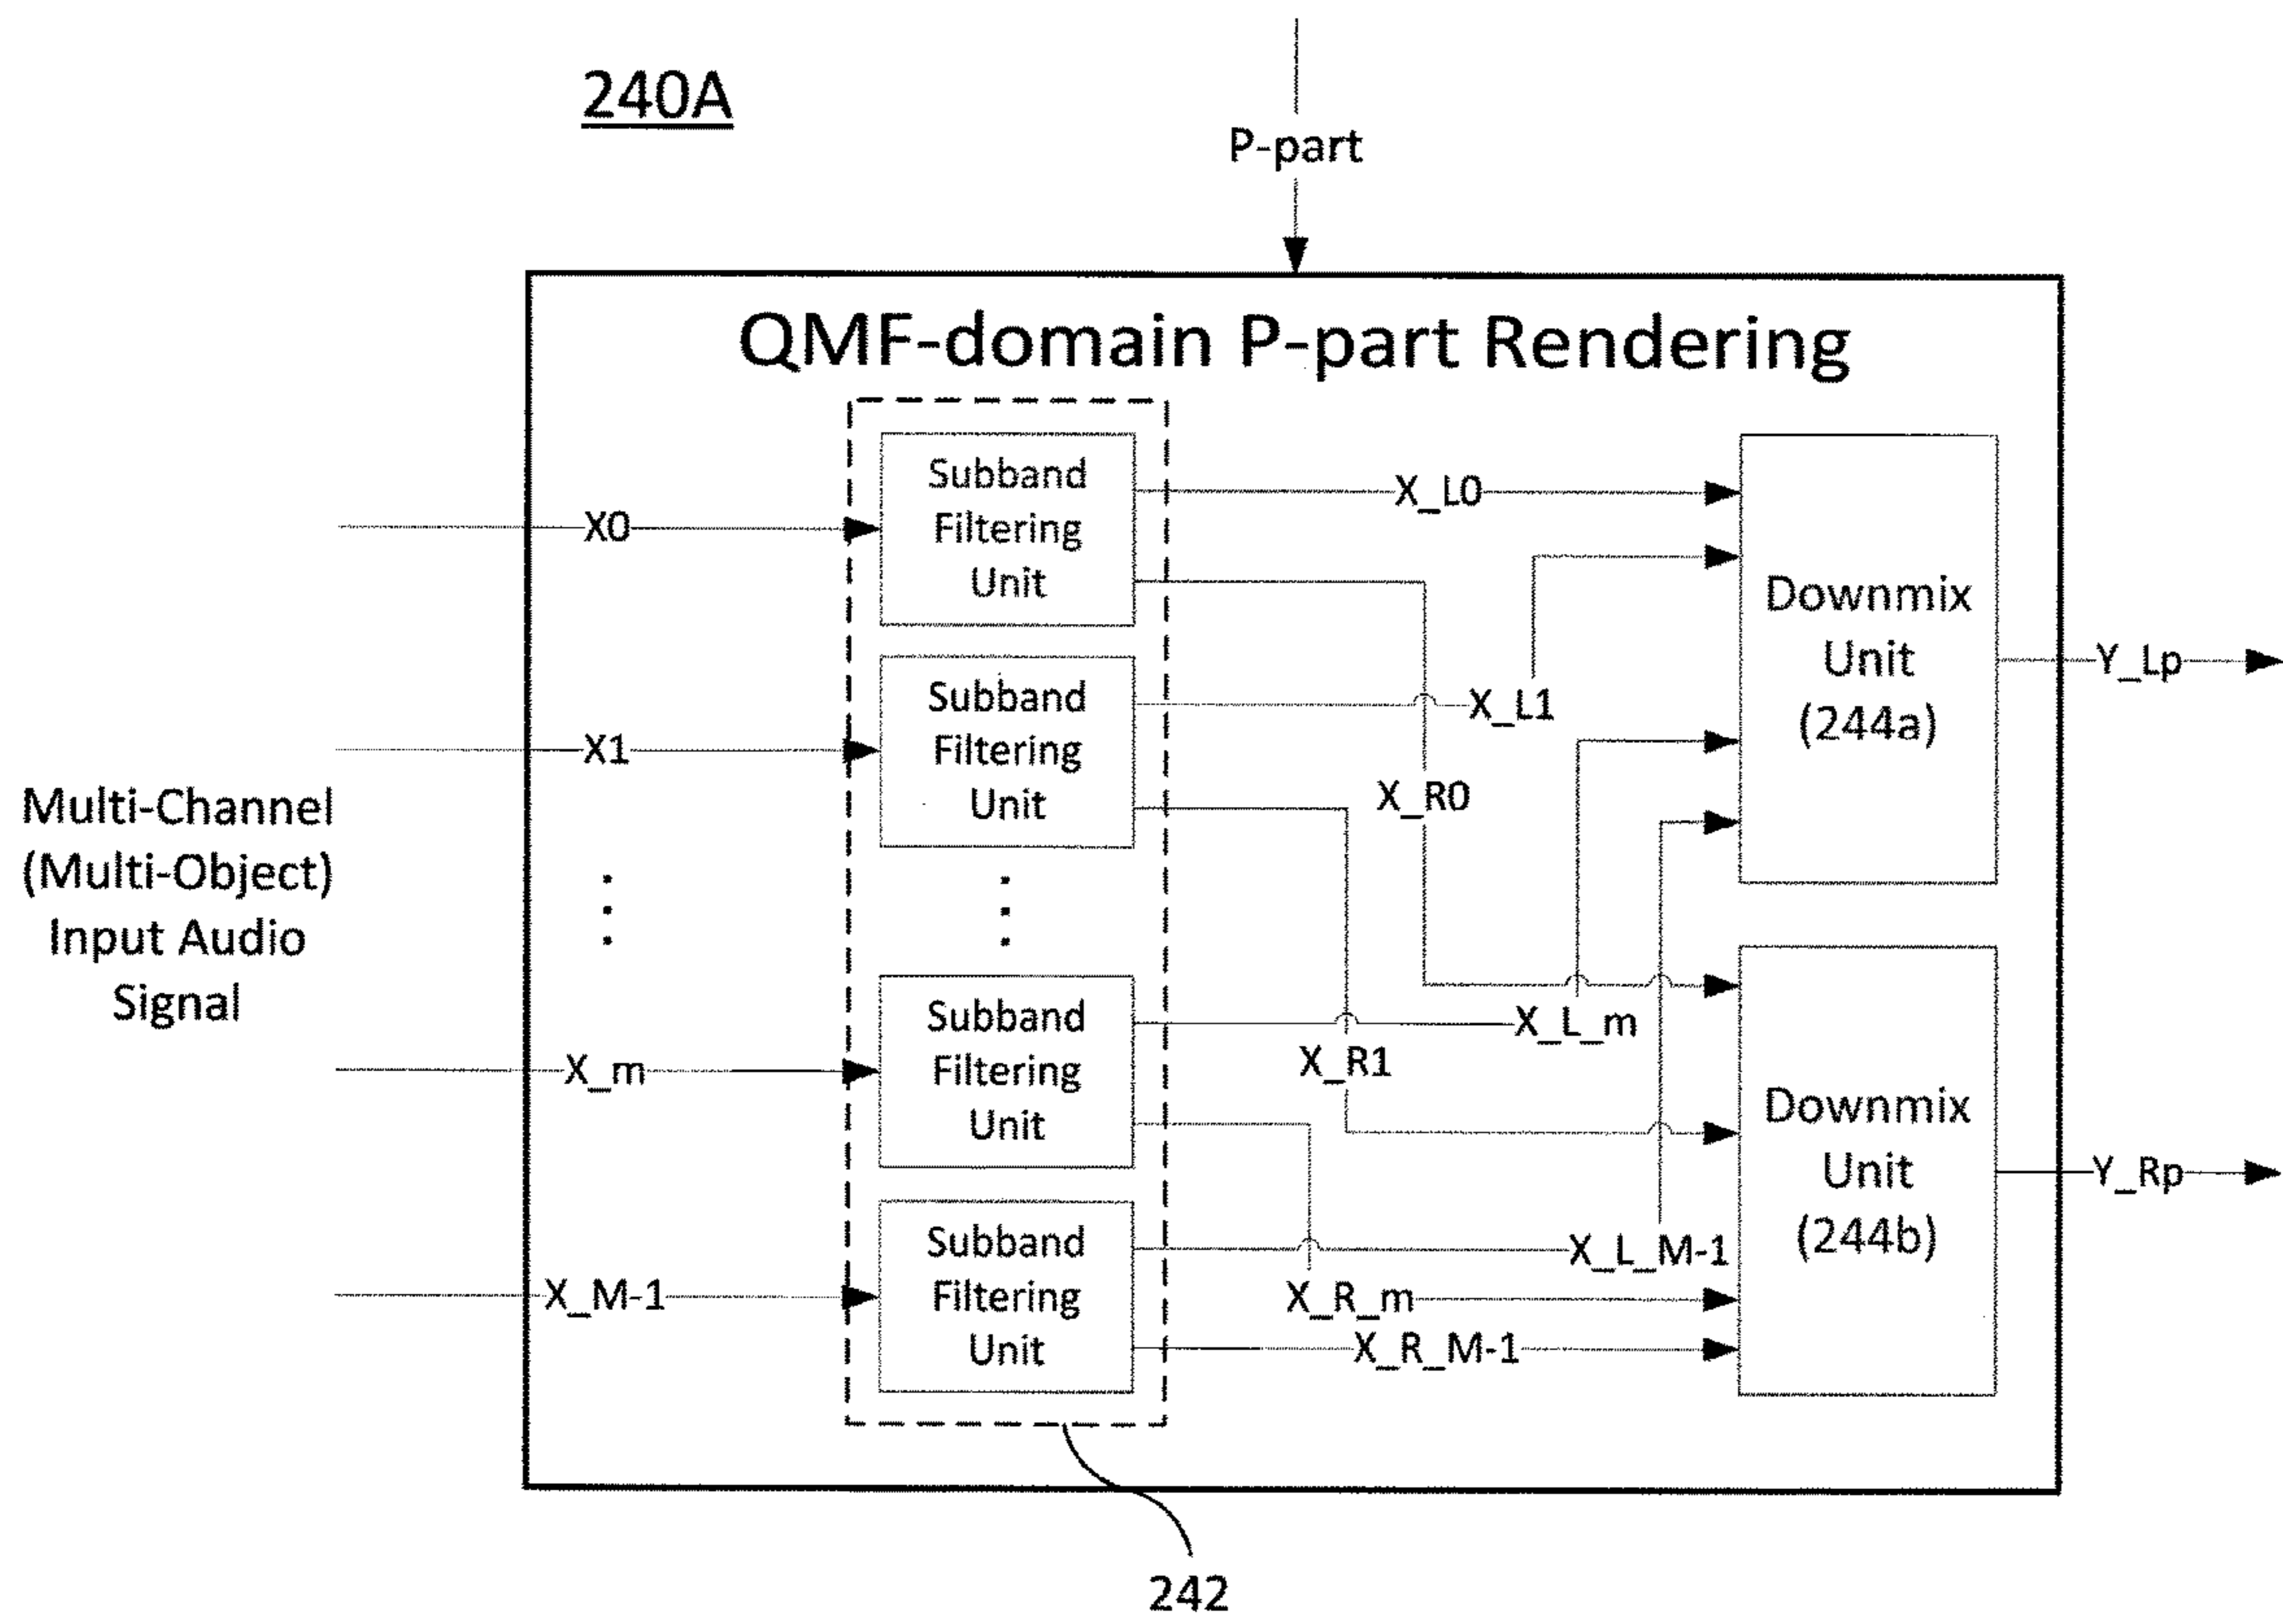 240A
P-part
QMF-domain P-part Rendering
Multi-Channel
(Multi-Object)
Input Audio
Signal
X0
X1
X_m
X_M-1
Subband
Filtering
Unit
Subband
Filtering
Unit
Subband
Filtering
Unit
Subband
Filtering
Unit
X_L0
X_L1
X_R0
X_L_m
X_R1
X_L_M-1
X_R_m
X_R_M-1
Downmix
Unit
(244a)
Downmix
Unit
(244b)
Y_Lp
Y_Rp
242